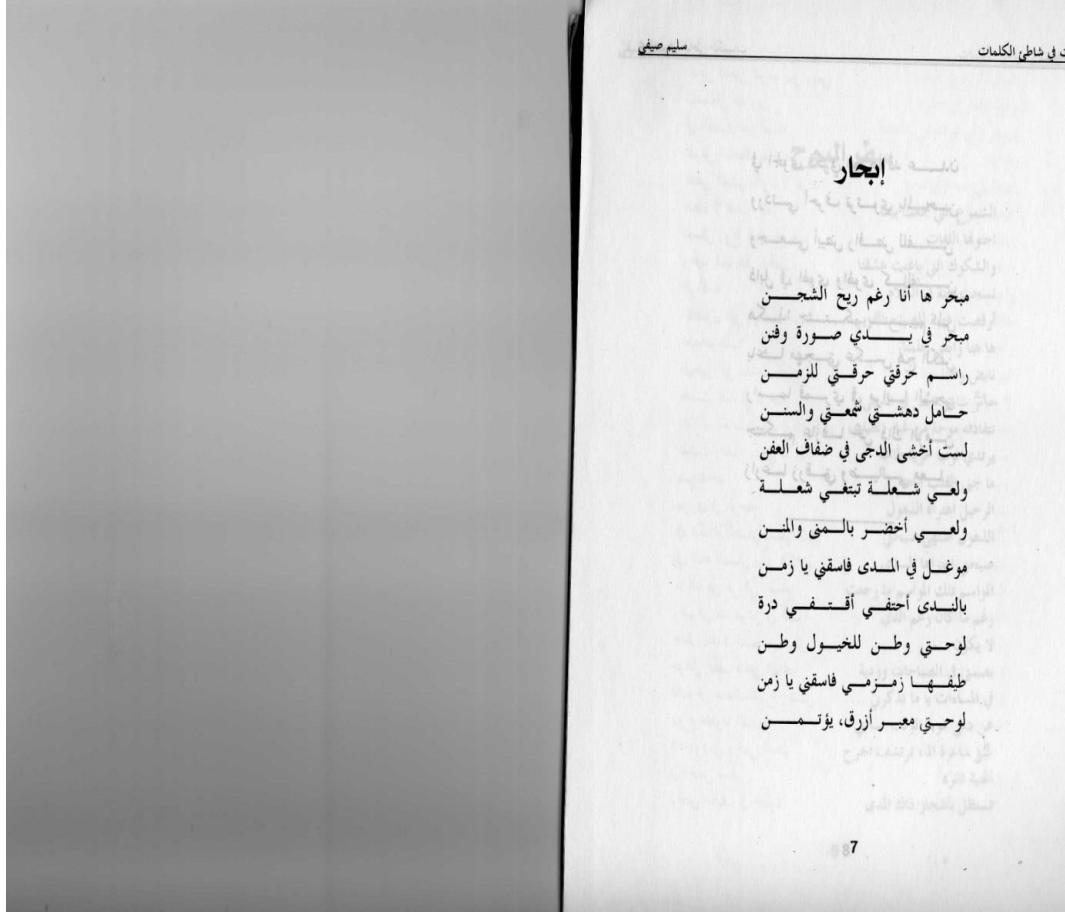 ت في شاطئ الكلمات سليم صيفي
إبحار
مبحر ها أنا رغم ريح الشجن
مبحر في يدي صورة وفنن
راسم حرقتي حرقتي للزمن
حامل دهشتي شمعتي والسنن
لست أخشى الدجى في ضفاف العفن
ولعي شعلة تبتغي شعلة
ولعي أخضر بالمنى والمنن
موغل في المدى فاسقني يا زمن
بالندى أحتفي أقتفي درة
لوحتي وطن للخيول وطن
طيفها زمزمي فاسقني يا زمن
لوحتي معبر أزرق، يؤتمن
7